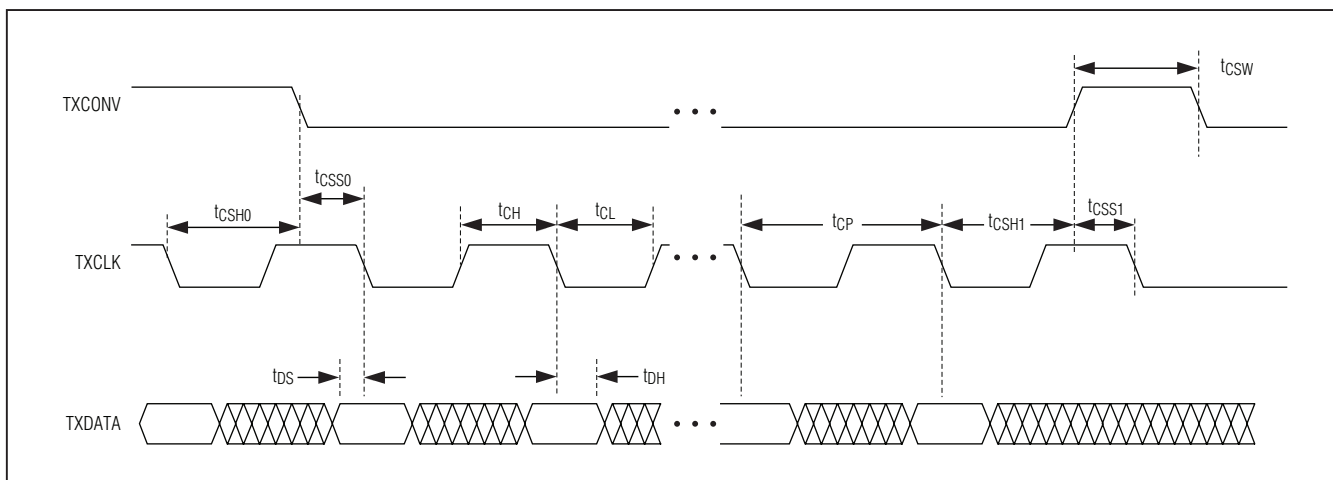 TXCONV
tCSW
tCSS0
tCSH0
tCH
tCL
tCP
tCSH1
tCSS1
TXCLK
tDS
tDH
TXDATA